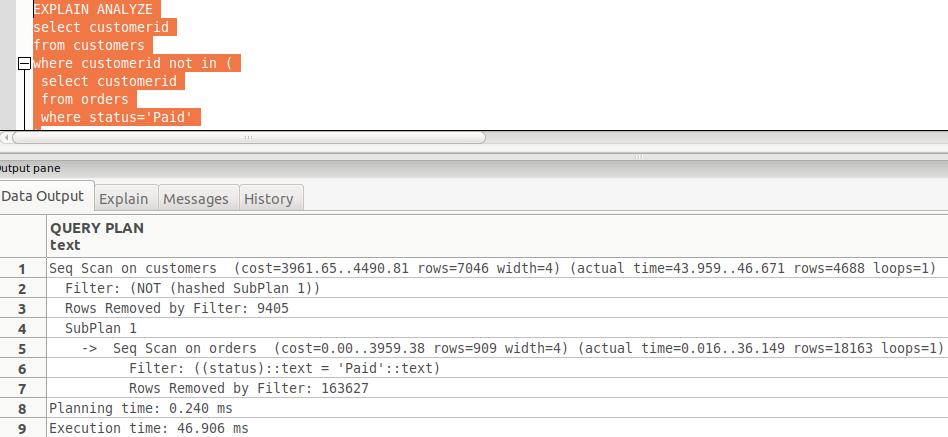 EXPLAIN ANALYZE
select customerid
from customers
where customerid not in (
select customerid
from orders
where status='Paid'
utput pane
Data Output Explain Messages History
QUERY PLAN
text
1 Seq Scan on customers (cost=3961.65..4490.81 rows=7046 width=4) (actual time=43.959..46.671 rows=4688 loops=1)
2 Filter: (NOT (hashed SubPlan 1))
3 Rows Removed by Filter: 9405
4 SubPlan 1
5 -> Seq Scan on orders (cost=0.00..3959.38 rows=909 width=4) (actual time=0.016..36.149 rows=18163 loops=1)
6 Filter: ((status)::text = 'Paid'::text)
7 Rows Removed by Filter: 163627
8 Planning time: 0.240 ms
9 Execution time: 46.906 ms